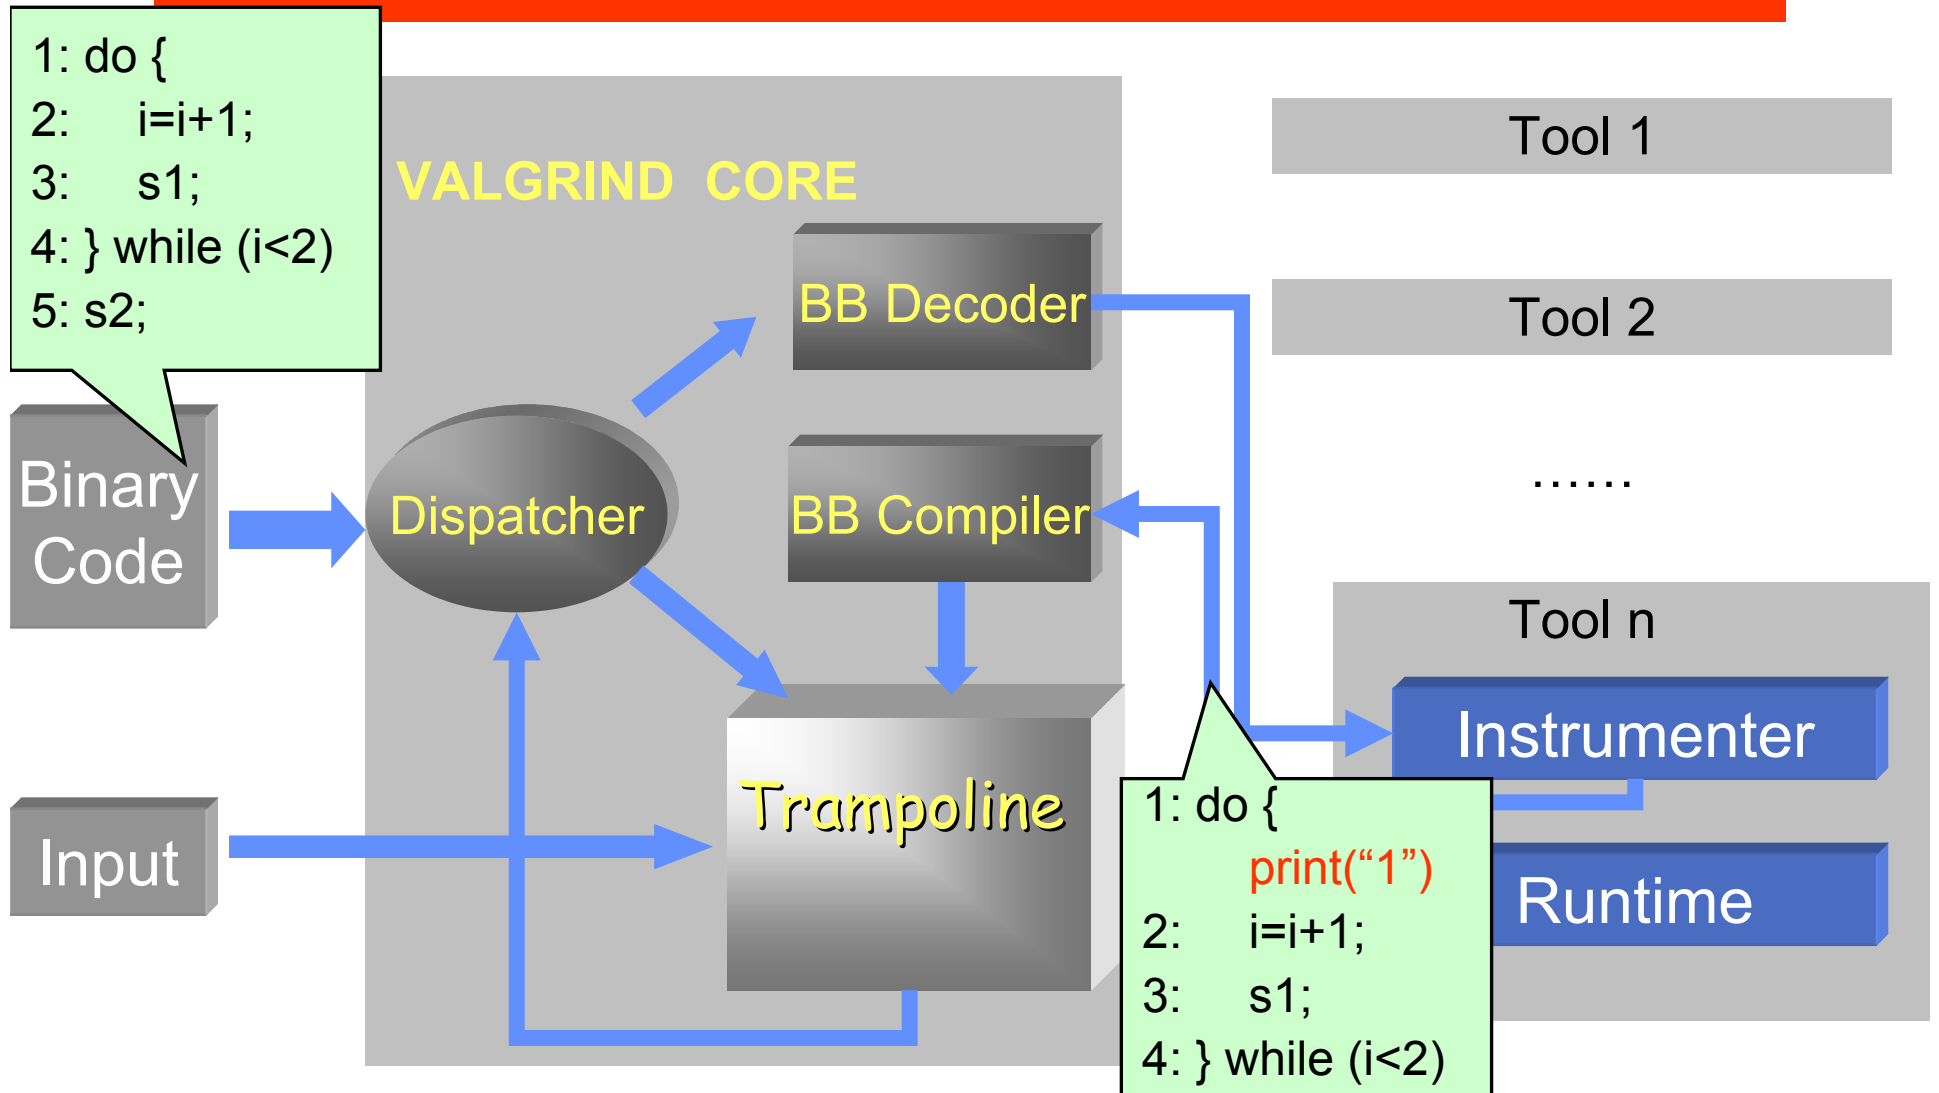 1: do {
2: i=i+1;
3: s1;
4: } while (i<2)
5: s2;
VALGRIND CORE
Tool 1
BB Decoder
Tool 2
Binary
Code
Dispatcher
BB Compiler
……
Tool n
Instrumenter
Trampoline
Input
Runtime
1: do {
print(“1”)
2: i=i+1;
3: s1;
4: } while (i<2)